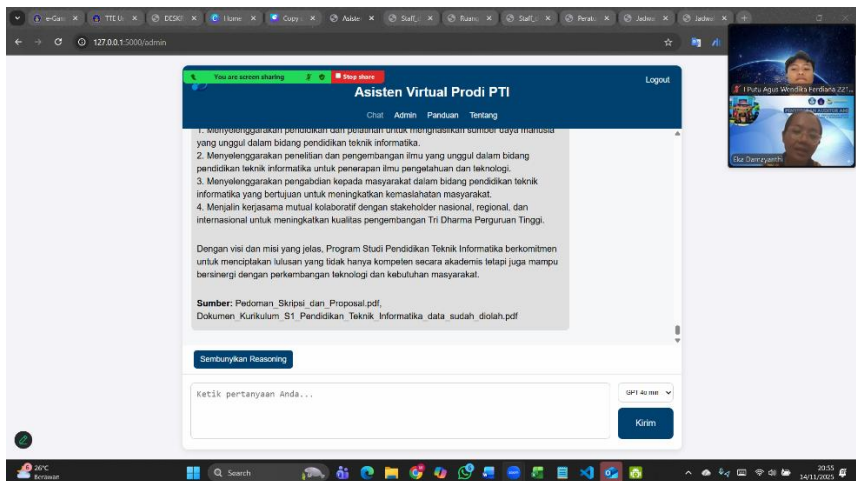 127.0.0.1:5000/admin
You are screen sharing
Stop share
Asisten Virtual Prodi PTI
Logout
Chat Admin Panduan Tentang
1. Menyelenggarakan pendidikan dan pelatihan untuk menghasilkan sumber daya manusia
yang unggul dalam bidang pendidikan teknik informatika.
2. Menyelenggarakan penelitian dan pengembangan ilmu yang unggul dalam bidang
pendidikan teknik informatika untuk penerapan ilmu pengetahuan dan teknologi.
3. Menyelenggarakan pengabdian kepada masyarakat dalam bidang pendidikan teknik
informatika yang bertujuan untuk meningkatkan kemaslahatan masyarakat.
4. Menjalin kerjasama mutual kolaboratif dengan stakeholder nasional, regional, dan
internasional untuk meningkatkan kualitas pengembangan Tri Dharma Perguruan Tinggi.
Dengan visi dan misi yang jelas, Program Studi Pendidikan Teknik Informatika berkomitmen
untuk menciptakan lulusan yang tidak hanya kompeten secara akademis tetapi juga mampu
bersinergi dengan perkembangan teknologi dan kebutuhan masyarakat.
Sumber: Pedoman_Skripsi_dan_Proposal.pdf,
Dokumen_Kurikulum_S1_Pendidikan_Teknik_Informatika_data_sudah_diolah.pdf
Sembunyikan Reasoning
Ketik pertanyaan Anda...
Kirim
I Putu Agus Wendika Ferdiana
Eka Damayanthi
26°C
Berawan
Search
20:55
14/11/2025